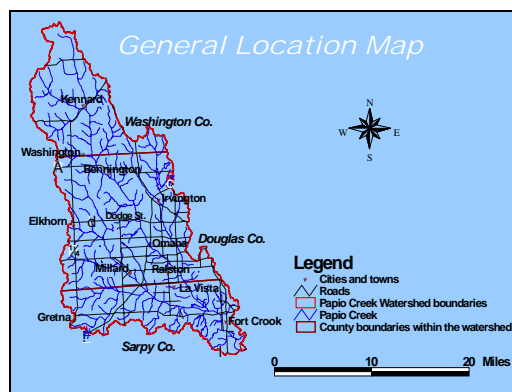 General Location Map
Kennard
Washington Co.
N
W
E
S
Washington
Bennington
Irvington
Elkhorn
Dodge St.
Omaha
Douglas Co.
Millard
Ralston
La Vista
Gretna
Fort Crook
Sarpy Co.
Legend
Cities and towns
Roads
Papio Creek Watershed boundaries
Papio Creek
County boundaries within the watershed
0 10 20 Miles